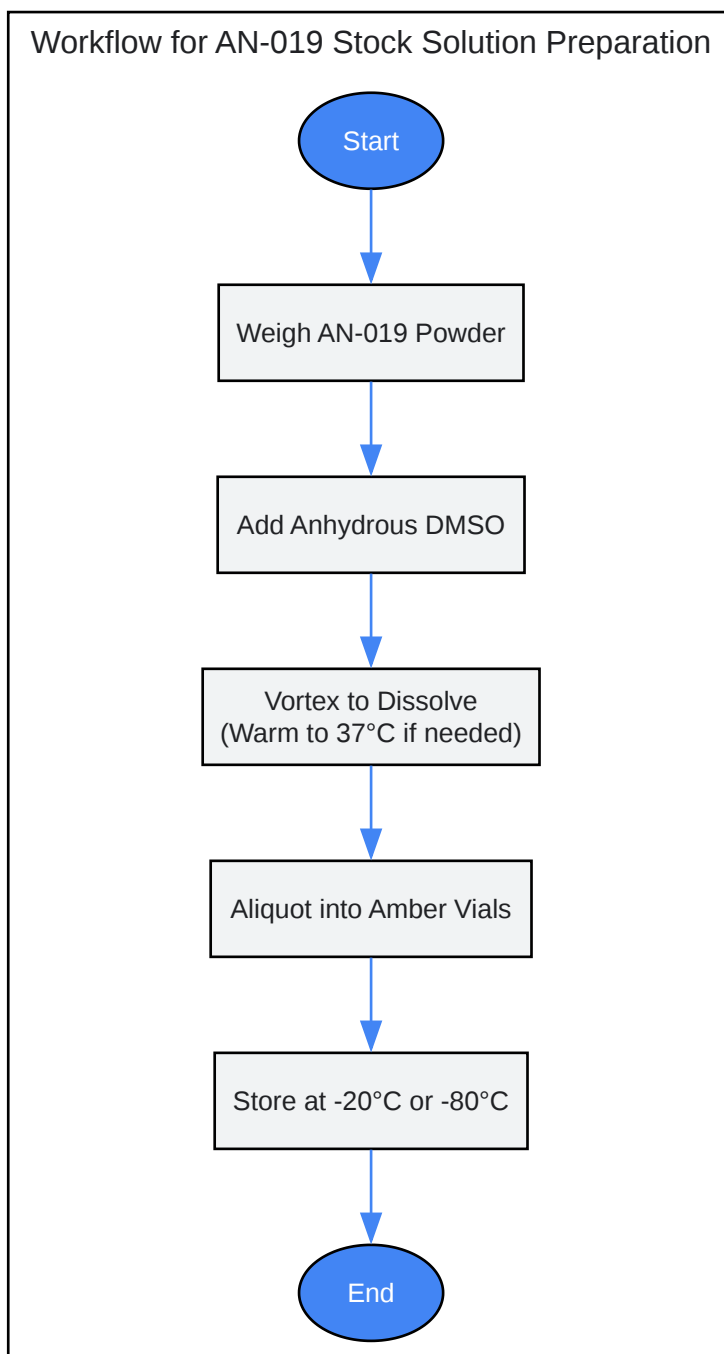 Workflow for AN-019 Stock Solution Preparation
Start
Weigh AN-019 Powder
Add Anhydrous DMSO
Vortex to Dissolve
(Warm to 37°C if needed)
Aliquot into Amber Vials
Store at -20°C or -80°C
End